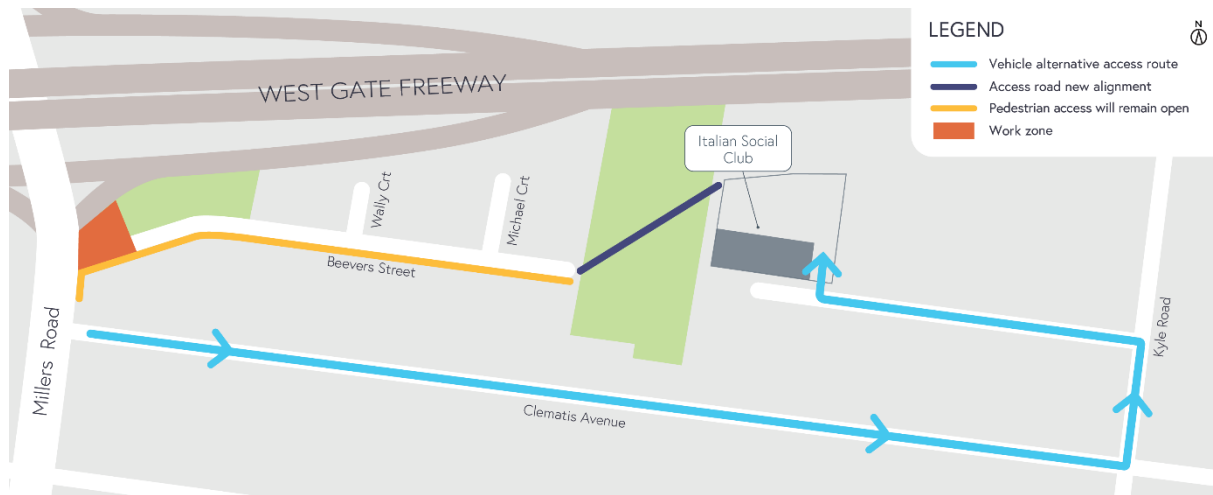 LEGEND
N
Vehicle alternative access route
Access road new alignment
Pedestrian access will remain open
Work zone
WEST GATE FREEWAY
Italian Social
Club
Wally Crt
Michael Crt
Beevers Street
Millers Road
Kyle Road
Clematis Avenue